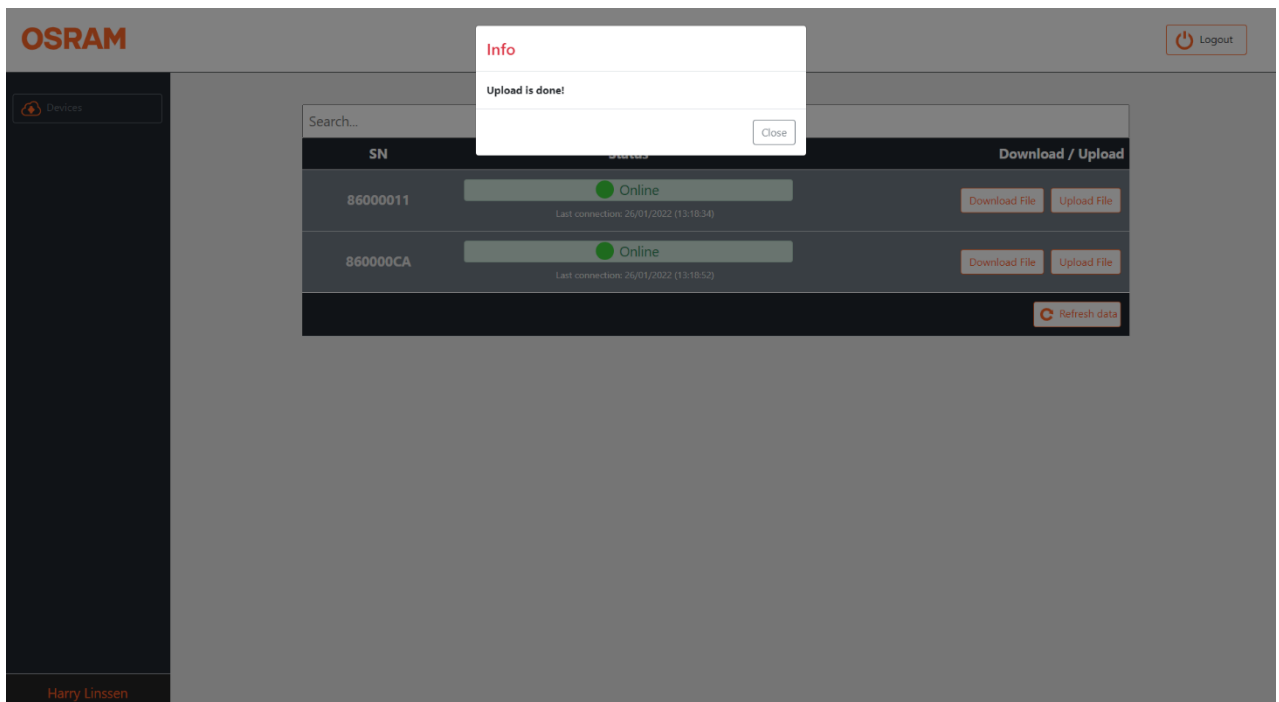 OSRAM
Logout
Devices
Info
Upload is done!
Close
Search...
SN Status Download / Upload
86000011 Online Download File Upload File
Last connection: 26/01/2022 (13:18:34)
860000CA Online Download File Upload File
Last connection: 26/01/2022 (13:18:52)
Refresh data
Harry Linssen